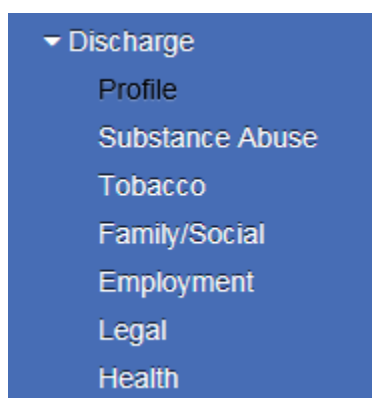 Discharge
Profile
Substance Abuse
Tobacco
Family/Social
Employment
Legal
Health